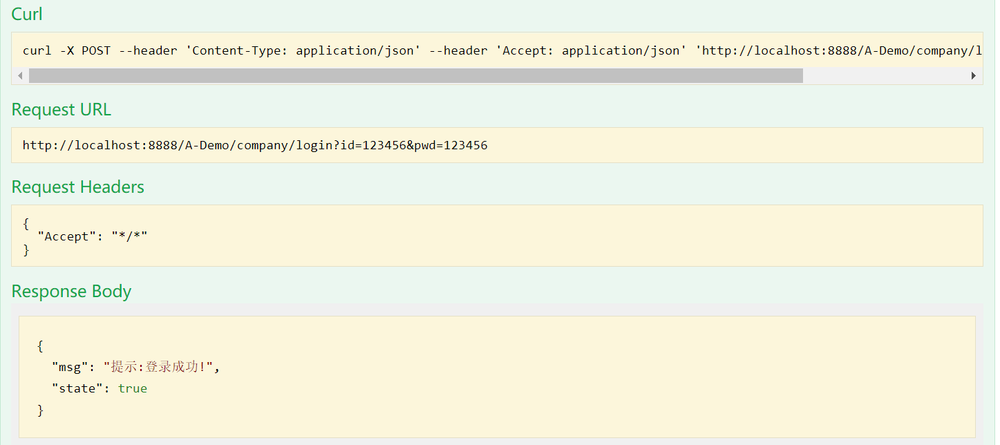 Curl
curl -X POST --header 'Content-Type: application/json' --header 'Accept: application/json' 'http://localhost:8888/A-Demo/company/l
Request URL
http://localhost:8888/A-Demo/company/login?id=123456&pwd=123456
Request Headers
{
  "Accept": "*/*"
}
Response Body
{
  "msg": "提示:登录成功!",
  "state": true
}